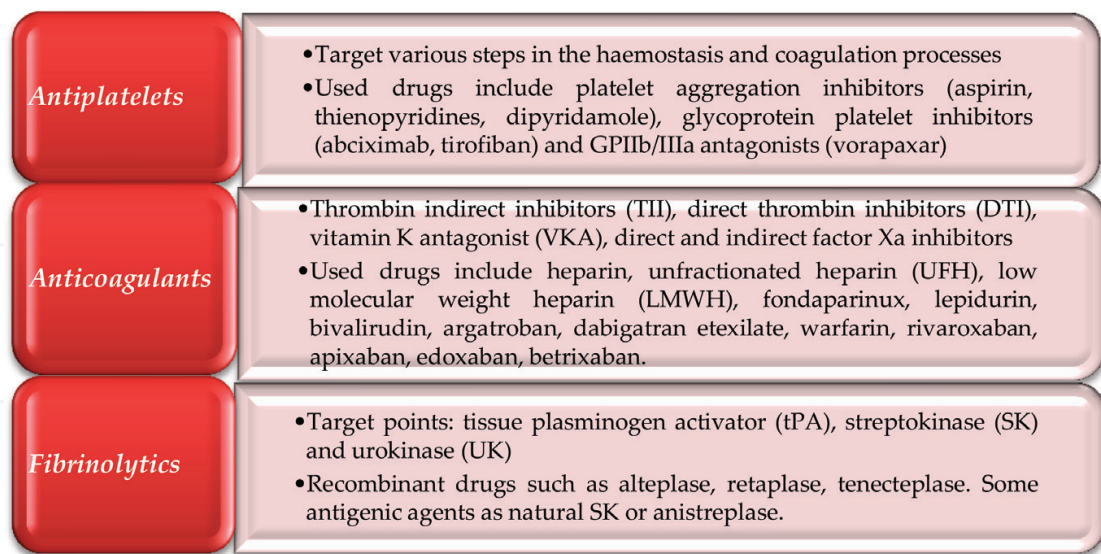 Antiplatelets
•Target various steps in the haemostasis and coagulation processes
•Used drugs include platelet aggregation inhibitors (aspirin,
thienopyridines, dipyridamole), glycoprotein platelet inhibitors
(abciximab, tirofiban) and GPIIb/IIIa antagonists (vorapaxar)
Anticoagulants
•Thrombin indirect inhibitors (TII), direct thrombin inhibitors (DTI),
vitamin K antagonist (VKA), direct and indirect factor Xa inhibitors
•Used drugs include heparin, unfractionated heparin (UFH), low
molecular weight heparin (LMWH), fondaparinux, lepidurin,
bivalirudin, argatroban, dabigatran etexilate, warfarin, rivaroxaban,
apixaban, edoxaban, betrixaban.
Fibrinolytics
•Target points: tissue plasminogen activator (tPA), streptokinase (SK)
and urokinase (UK)
•Recombinant drugs such as alteplase, retaplase, tenecteplase. Some
antigenic agents as natural SK or anistreplase.